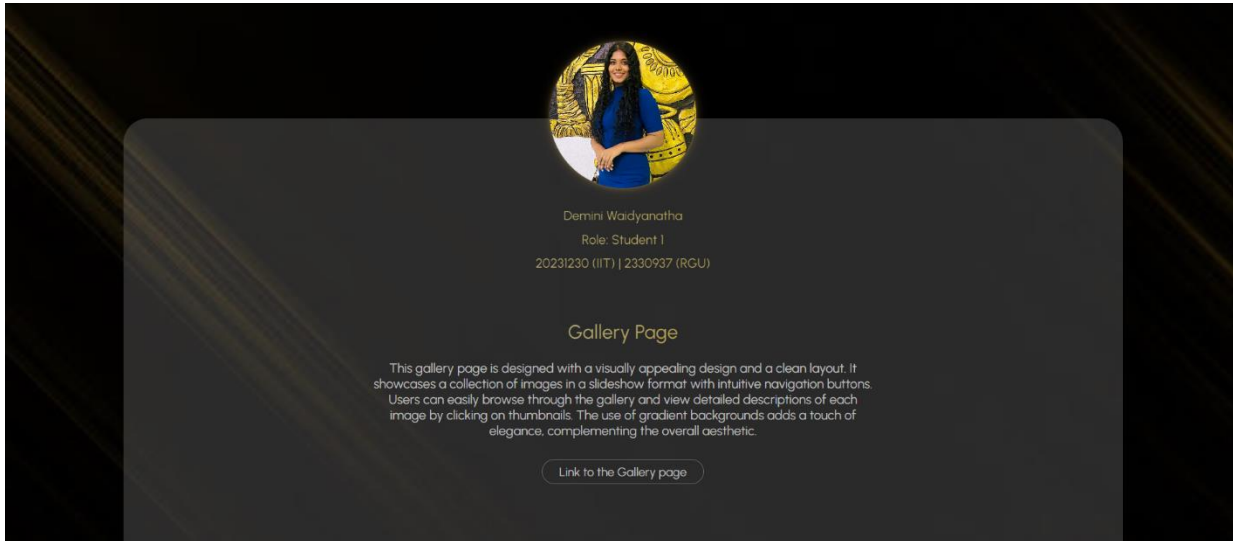 Demini Waidyanatha
Role: Student 1
20231230 (IIT) | 2330937 (RGU)
Gallery Page
This gallery page is designed with a visually appealing design and a clean layout. It
showcases a collection of images in a slideshow format with intuitive navigation buttons.
Users can easily browse through the gallery and view detailed descriptions of each
image by clicking on thumbnails. The use of gradient backgrounds adds a touch of
elegance, complementing the overall aesthetic.
Link to the Gallery page